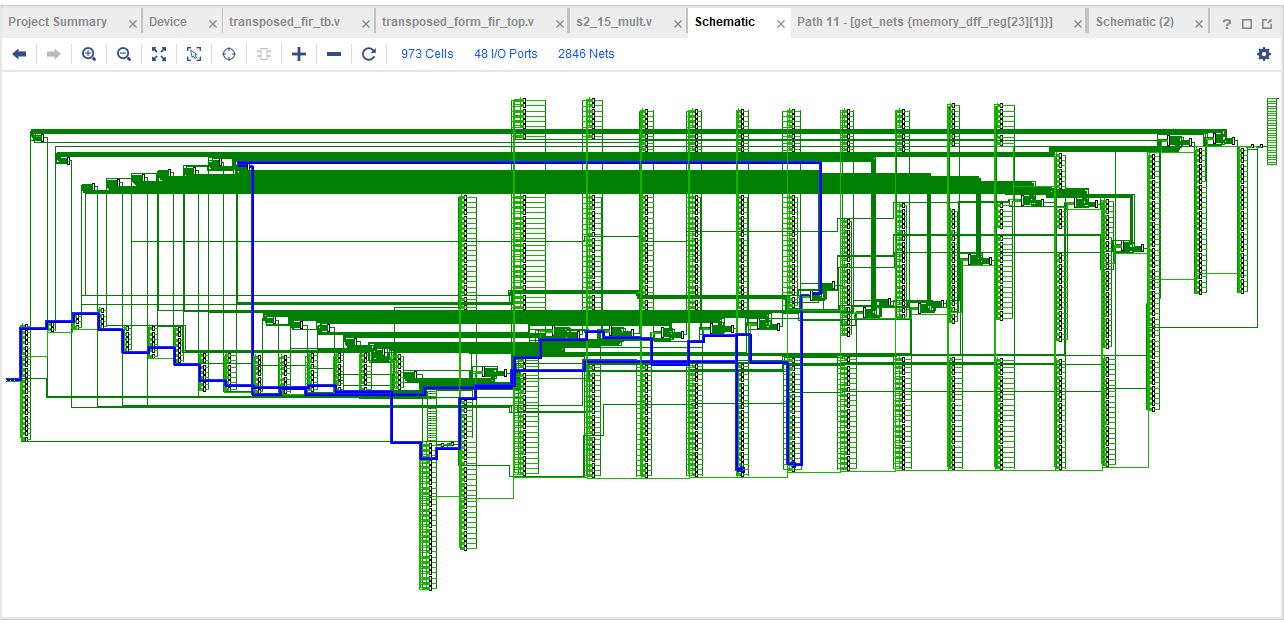 Project Summary × Device × transposed_fir_tb.v × transposed_form_fir_top.v × s2_15_mult.v × Schematic × Path 11 - [get_nets {memory_dff_reg[23][1]}] × Schematic (2) × ?
973 Cells 48 I/O Ports 2846 Nets